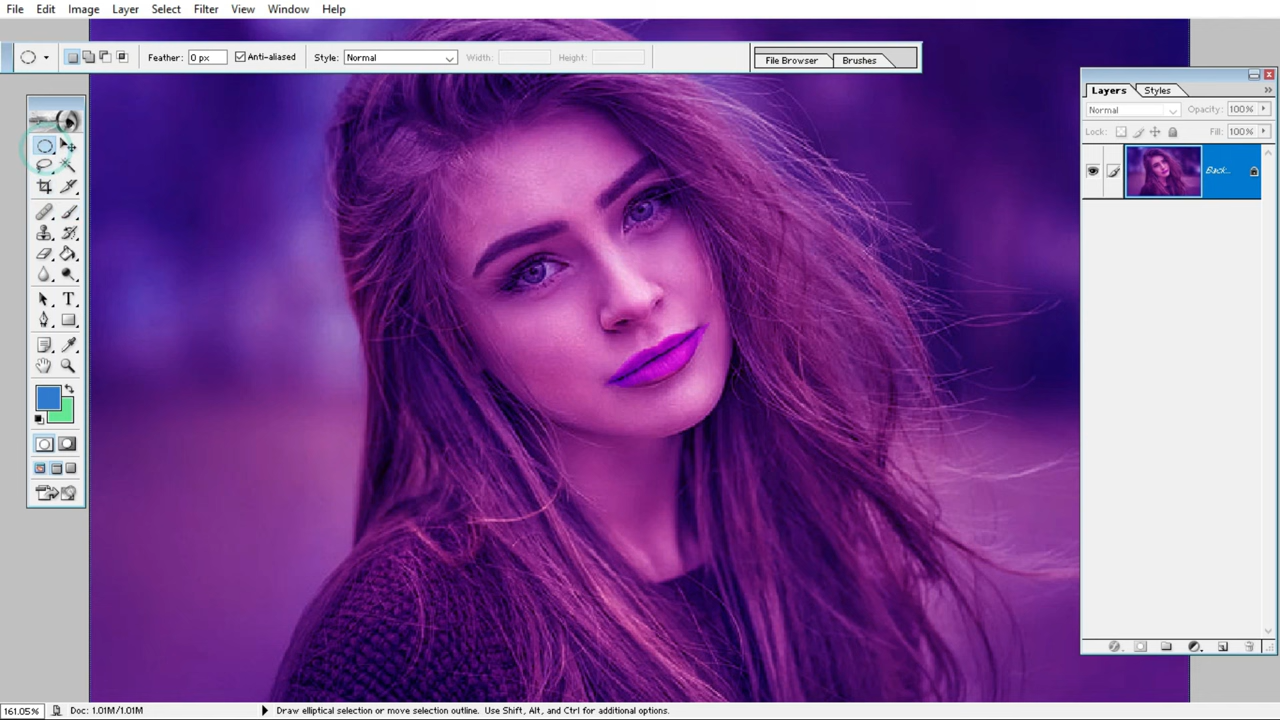 File Edit Image Layer Select Filter View Window Help
Feather: 0 px Anti-aliased Style: Normal Width: Height: File Browser Brushes
Layers Styles
Normal Opacity: 100%
Lock: Fill: 100%
Back...
T
161.05% Doc: 1.01M/1.01M Draw elliptical selection or move selection outline. Use Shift, Alt, and Ctrl for additional options.